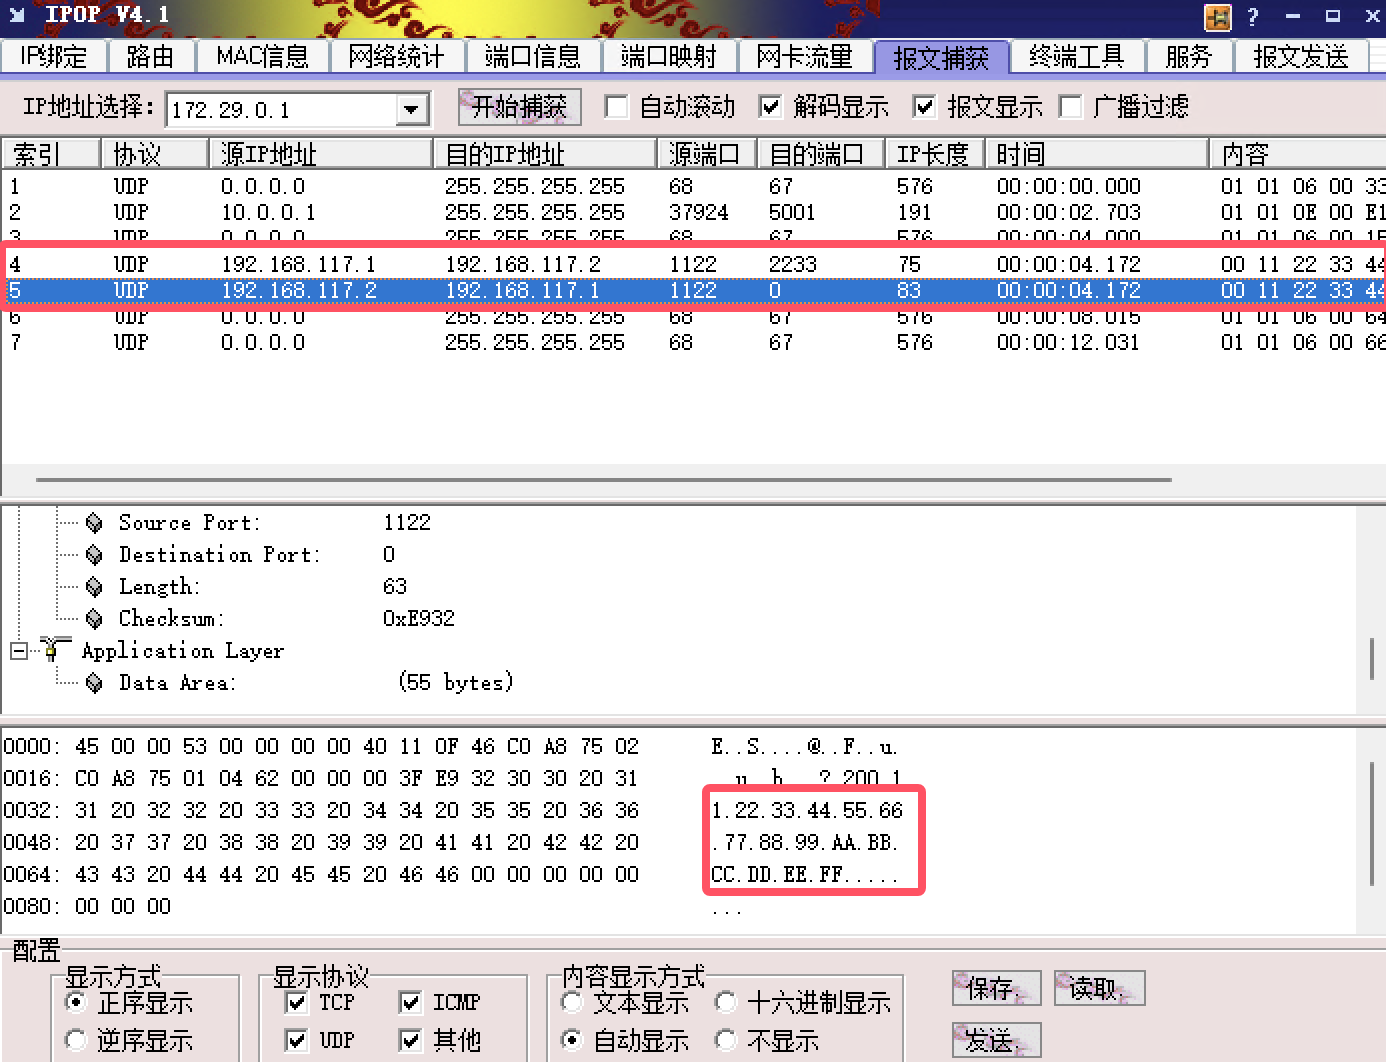 IPOP V4.1
IP绑定 路由 MAC信息 网络统计 端口信息 端口映射 网卡流量 报文捕获 终端工具 服务 报文发送
IP地址选择: 172.29.0.1 开始捕获 自动滚动 解码显示 报文显示 广播过滤
索引 协议 源IP地址 目的IP地址 源端口 目的端口 IP长度 时间 内容
1 UDP 0.0.0.0 255.255.255.255 68 67 576 00:00:00.000 01 01 06 00 33
2 UDP 10.0.0.1 255.255.255.255 37924 5001 191 00:00:02.703 01 01 0E 00 E1
3 UDP 0.0.0.0 255.255.255.255 68 67 576 00:00:04.000 01 01 06 00 15
4 UDP 192.168.117.1 192.168.117.2 1122 2233 75 00:00:04.172 00 11 22 33 44
5 UDP 192.168.117.2 192.168.117.1 1122 0 83 00:00:04.172 00 11 22 33 44
6 UDP 0.0.0.0 255.255.255.255 68 67 576 00:00:08.015 01 01 06 00 64
7 UDP 0.0.0.0 255.255.255.255 68 67 576 00:00:12.031 01 01 06 00 66
Source Port: 1122
Destination Port: 0
Length: 63
Checksum: 0xE932
Application Layer
Data Area: (55 bytes)
0000: 45 00 00 53 00 00 00 00 40 11 0F 46 C0 A8 75 02 E..S....@..F..u.
0016: C0 A8 75 01 04 62 00 00 00 3F E9 32 30 30 20 31 ..u..b...?.200.1
0032: 31 20 32 32 20 33 33 20 34 34 20 35 35 20 36 36 1.22.33.44.55.66
0048: 20 37 37 20 38 38 20 39 39 20 41 41 20 42 42 20 .77.88.99.AA.BB.
0064: 43 43 20 44 44 20 45 45 20 46 46 00 00 00 00 00 CC.DD.EE.FF.....
0080: 00 00 00 ...
配置
显示方式 显示协议 内容显示方式
正序显示 TCP ICMP 文本显示 十六进制显示 保存. 读取.
逆序显示 UDP 其他 自动显示 不显示 发送.